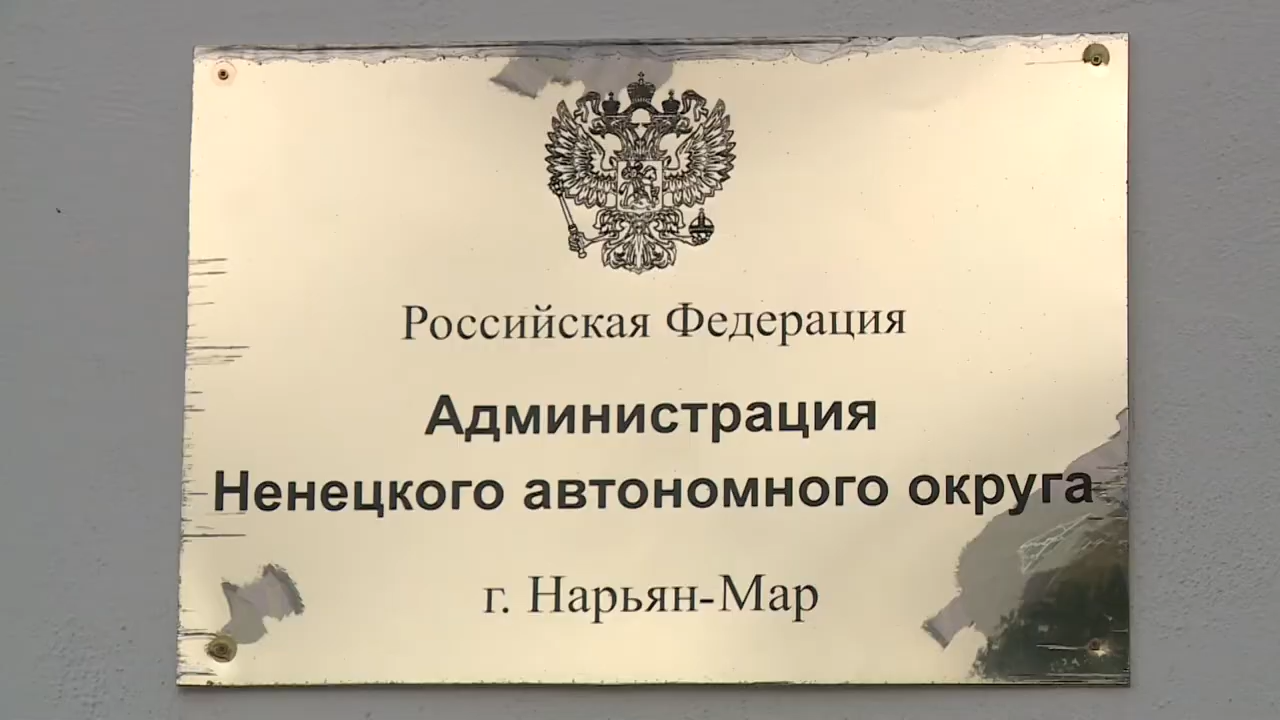 Российская Федерация
Администрация
Ненецкого автономного округа
г. Нарьян-Мар